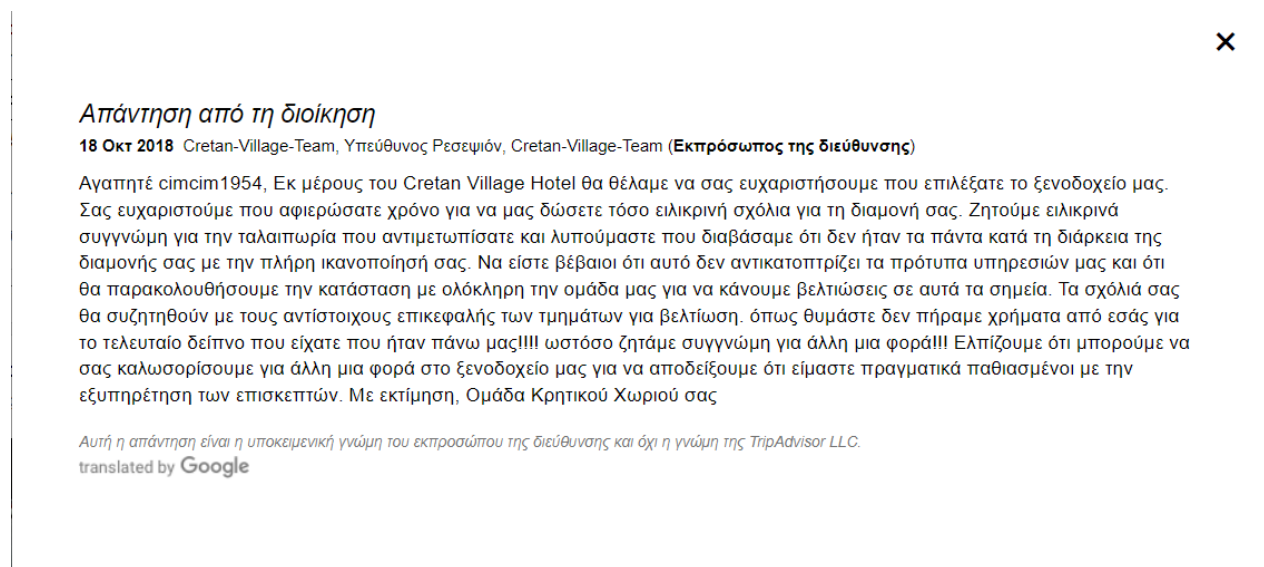 Απάντηση από τη διοίκηση
18 Οκτ 2018 Cretan-Village-Team, Υπεύθυνος Ρεσεψιόν, Cretan-Village-Team (Εκπρόσωπος της διεύθυνσης)
Αγαπητέ cimcim1954, Εκ μέρους του Cretan Village Hotel θα θέλαμε να σας ευχαριστήσουμε που επιλέξατε το ξενοδοχείο μας.
Σας ευχαριστούμε που αφιερώσατε χρόνο για να μας δώσετε τόσο ειλικρινή σχόλια για τη διαμονή σας. Ζητούμε ειλικρινά
συγγνώμη για την ταλαιπωρία που αντιμετωπίσατε και λυπούμαστε που διαβάσαμε ότι δεν ήταν τα πάντα κατά τη διάρκεια της
διαμονής σας με την πλήρη ικανοποίησή σας. Να είστε βέβαιοι ότι αυτό δεν αντικατοπτρίζει τα πρότυπα υπηρεσιών μας και ότι
θα παρακολουθήσουμε την κατάσταση με ολόκληρη την ομάδα μας για να κάνουμε βελτιώσεις σε αυτά τα σημεία. Τα σχόλιά σας
θα συζητηθούν με τους αντίστοιχους επικεφαλής των τμημάτων για βελτίωση. όπως θυμάστε δεν πήραμε χρήματα από εσάς για
το τελευταίο δείπνο που είχατε που ήταν πάνω μας!!!! ωστόσο ζητάμε συγγνώμη για άλλη μια φορά!!! Ελπίζουμε ότι μπορούμε να
σας καλωσορίσουμε για άλλη μια φορά στο ξενοδοχείο μας για να αποδείξουμε ότι είμαστε πραγματικά παθιασμένοι με την
εξυπηρέτηση των επισκεπτών. Με εκτίμηση, Ομάδα Κρητικού Χωριού σας
Αυτή η απάντηση είναι η υποκειμενική γνώμη του εκπροσώπου της διεύθυνσης και όχι η γνώμη της TripAdvisor LLC.
translated by Google